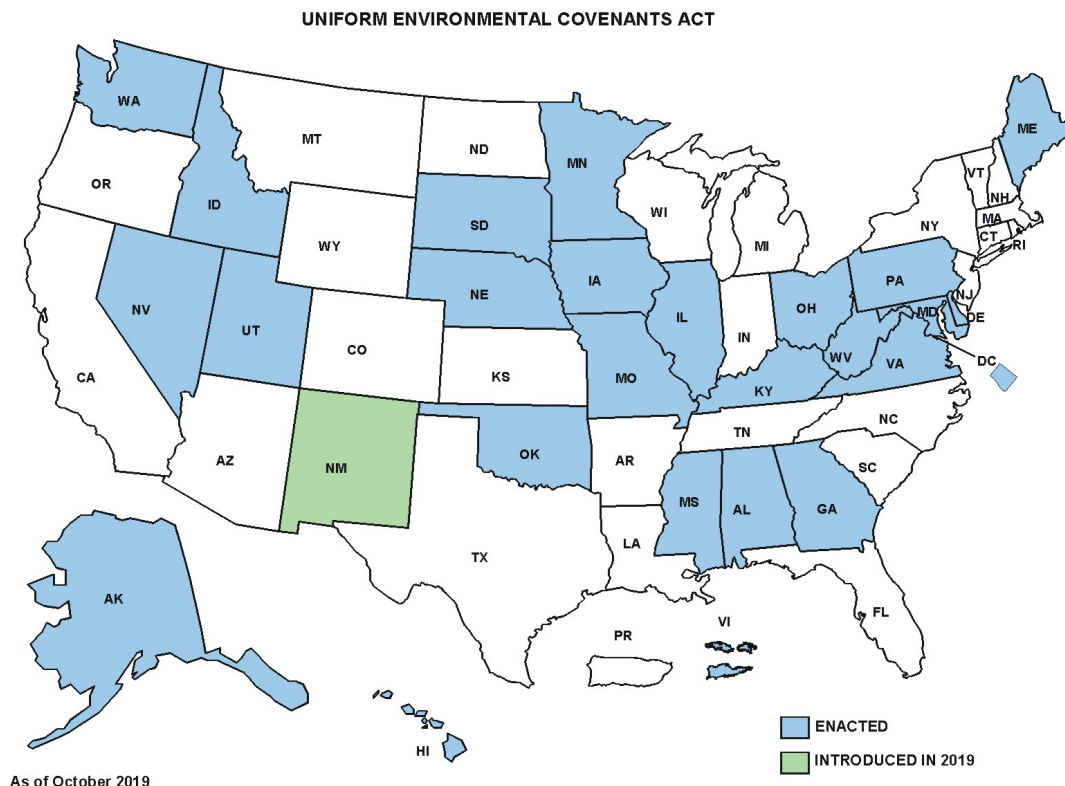 UNIFORM ENVIRONMENTAL COVENANTS ACT
WA
MT
ND
MN
ME
OR
ID
SD
WI
MI
NY
VT
NH
MA
CT
RI
WY
NE
IA
PA
NJ
NV
UT
CO
IL
IN
OH
MD
DE
WV
VA
DC
CA
KS
MO
KY
AZ
NM
OK
AR
TN
NC
SC
TX
LA
MS
AL
GA
FL
AK
HI
PR
VI
ENACTED
INTRODUCED IN 2019
As of October 2019